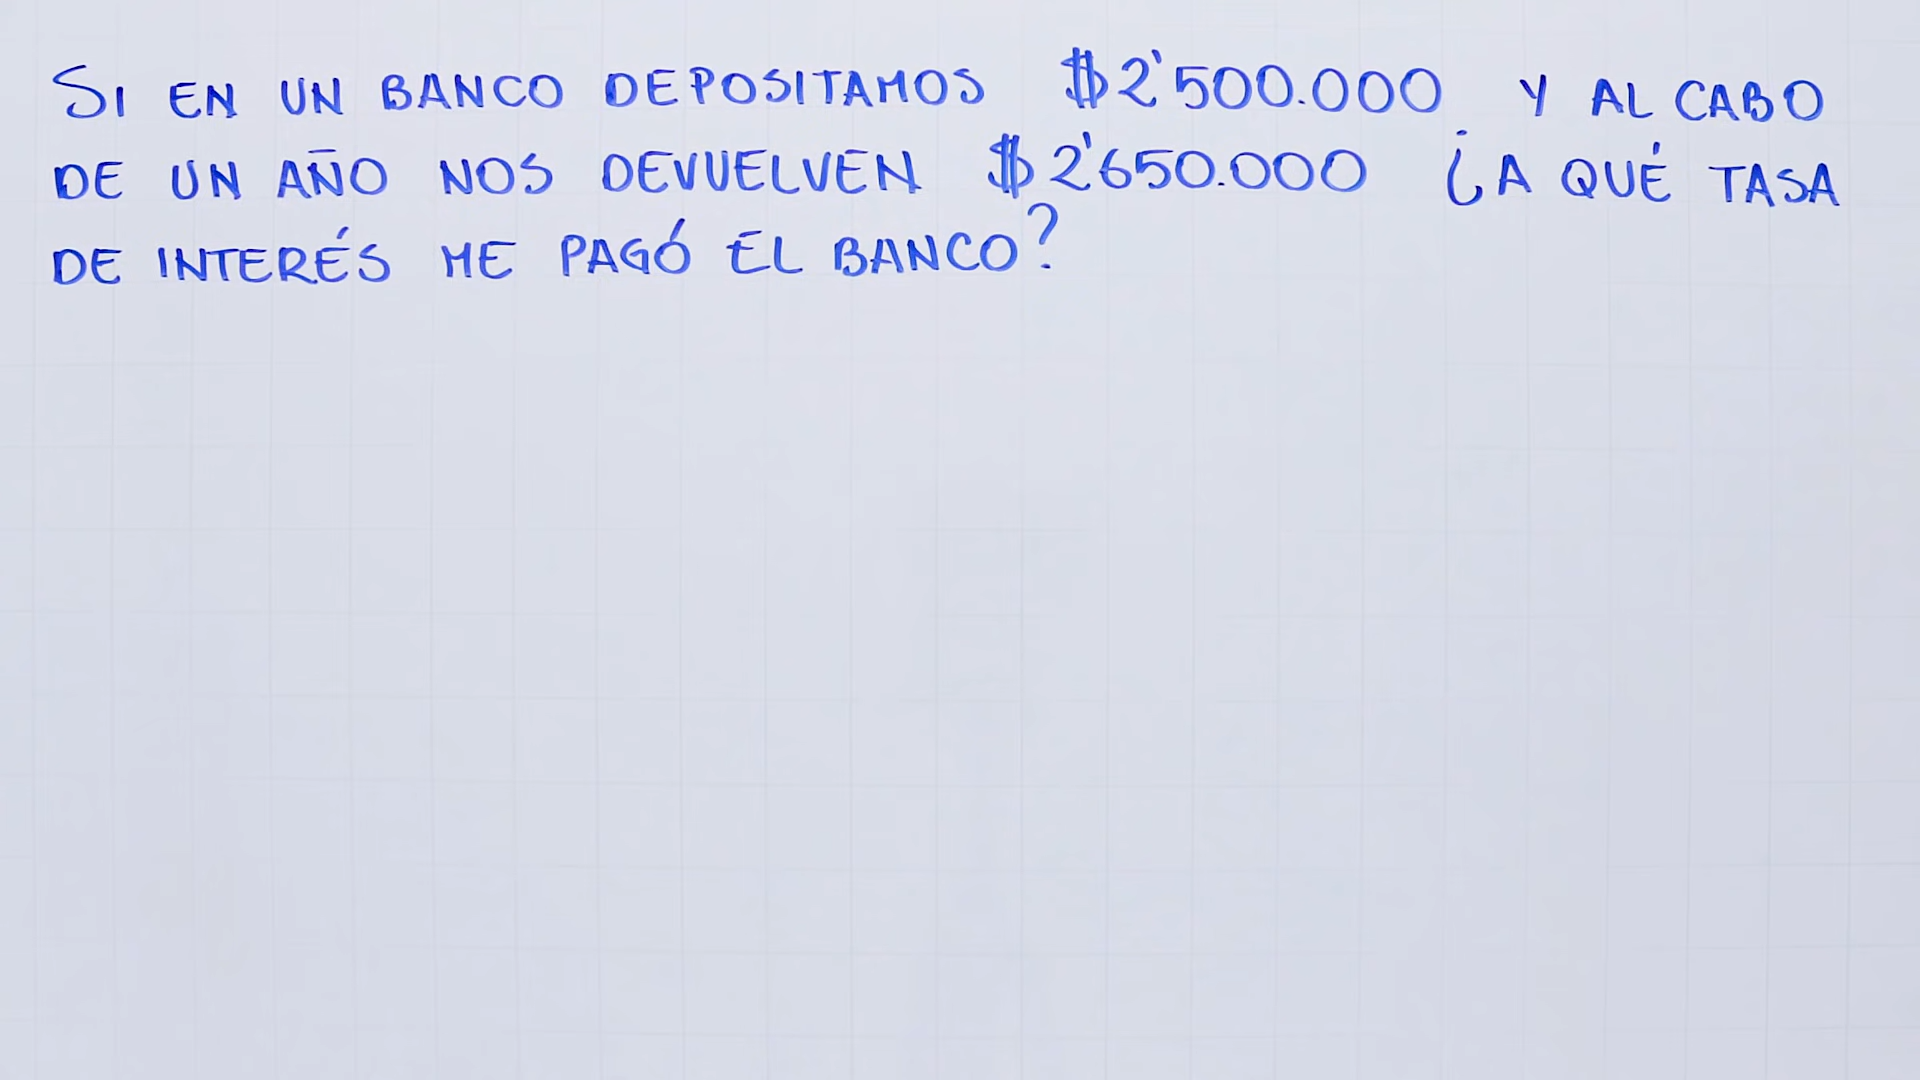 SI EN UN BANCO DEPOSITAMOS $2'500.000 Y AL CABO
DE UN AÑO NOS DEVUELVEN $2'650.000 ¿A QUÉ TASA
DE INTERÉS ME PAGÓ EL BANCO?